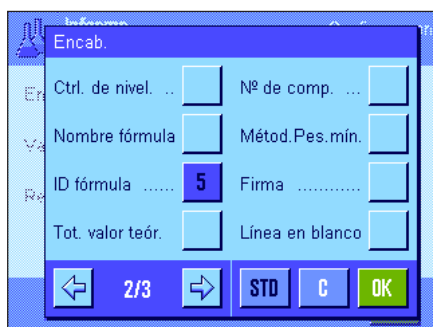 Informe
Encab.
Ctrl. de nivel. ..
Nº de comp. ...
Nombre fórmula
Métod.Pes.mín.
ID fórmula ...... 5
Firma ............
Tot. valor teór.
Línea en blanco
2/3 STD C OK